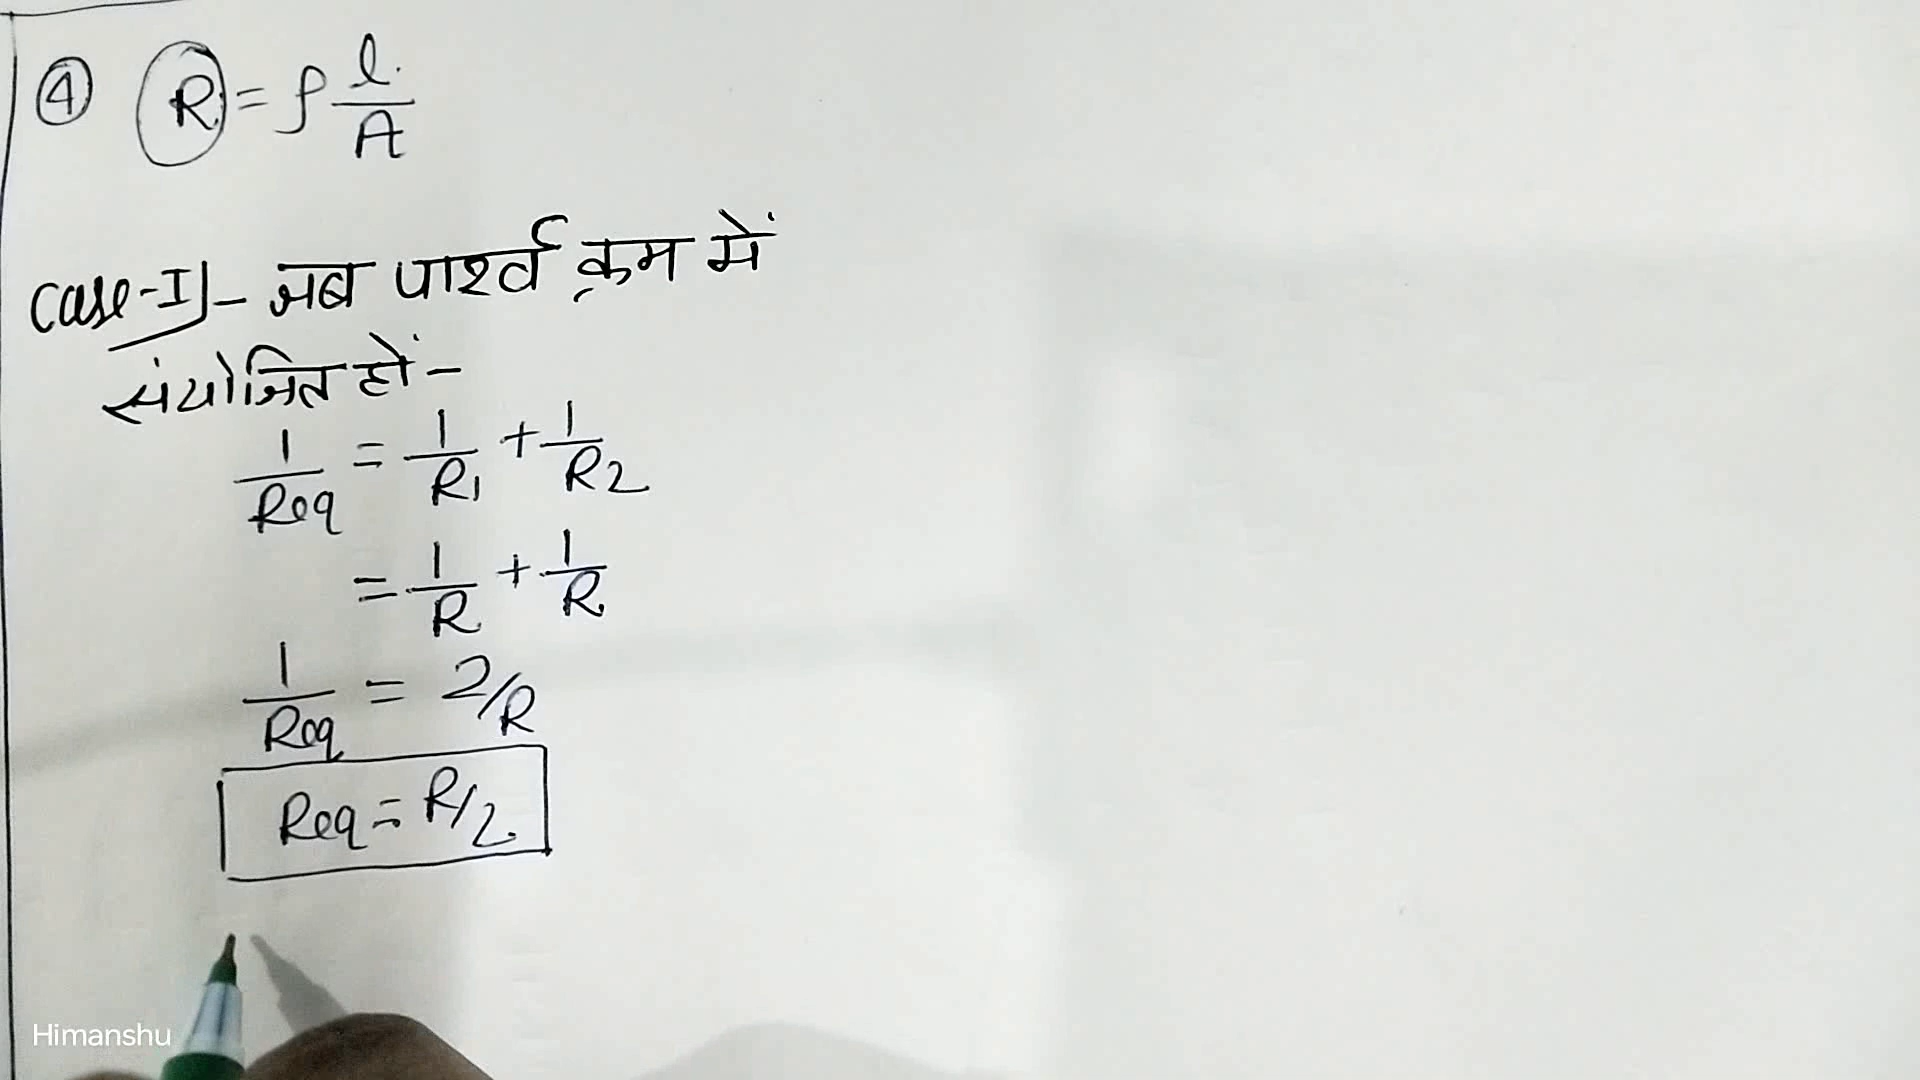 ④ R = ρ l/A
Case-I) - जब पार्श्व क्रम में
संयोजित हों -
1/Req = 1/R1 + 1/R2
= 1/R + 1/R
1/Req = 2/R
Req = R/2
Himanshu